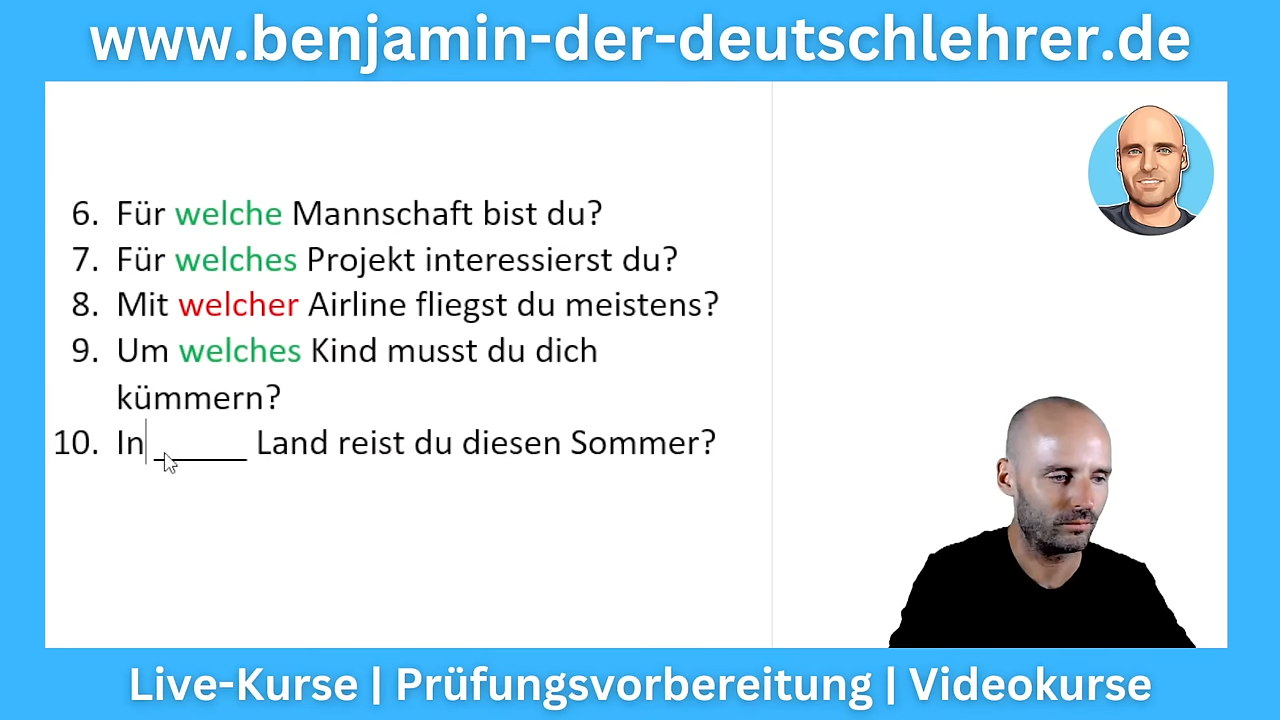 www.benjamin-der-deutschlehrer.de
6. Für welche Mannschaft bist du?
7. Für welches Projekt interessierst du?
8. Mit welcher Airline fliegst du meistens?
9. Um welches Kind musst du dich
kümmern?
10. In ______ Land reist du diesen Sommer?
Live-Kurse | Prüfungsvorbereitung | Videokurse